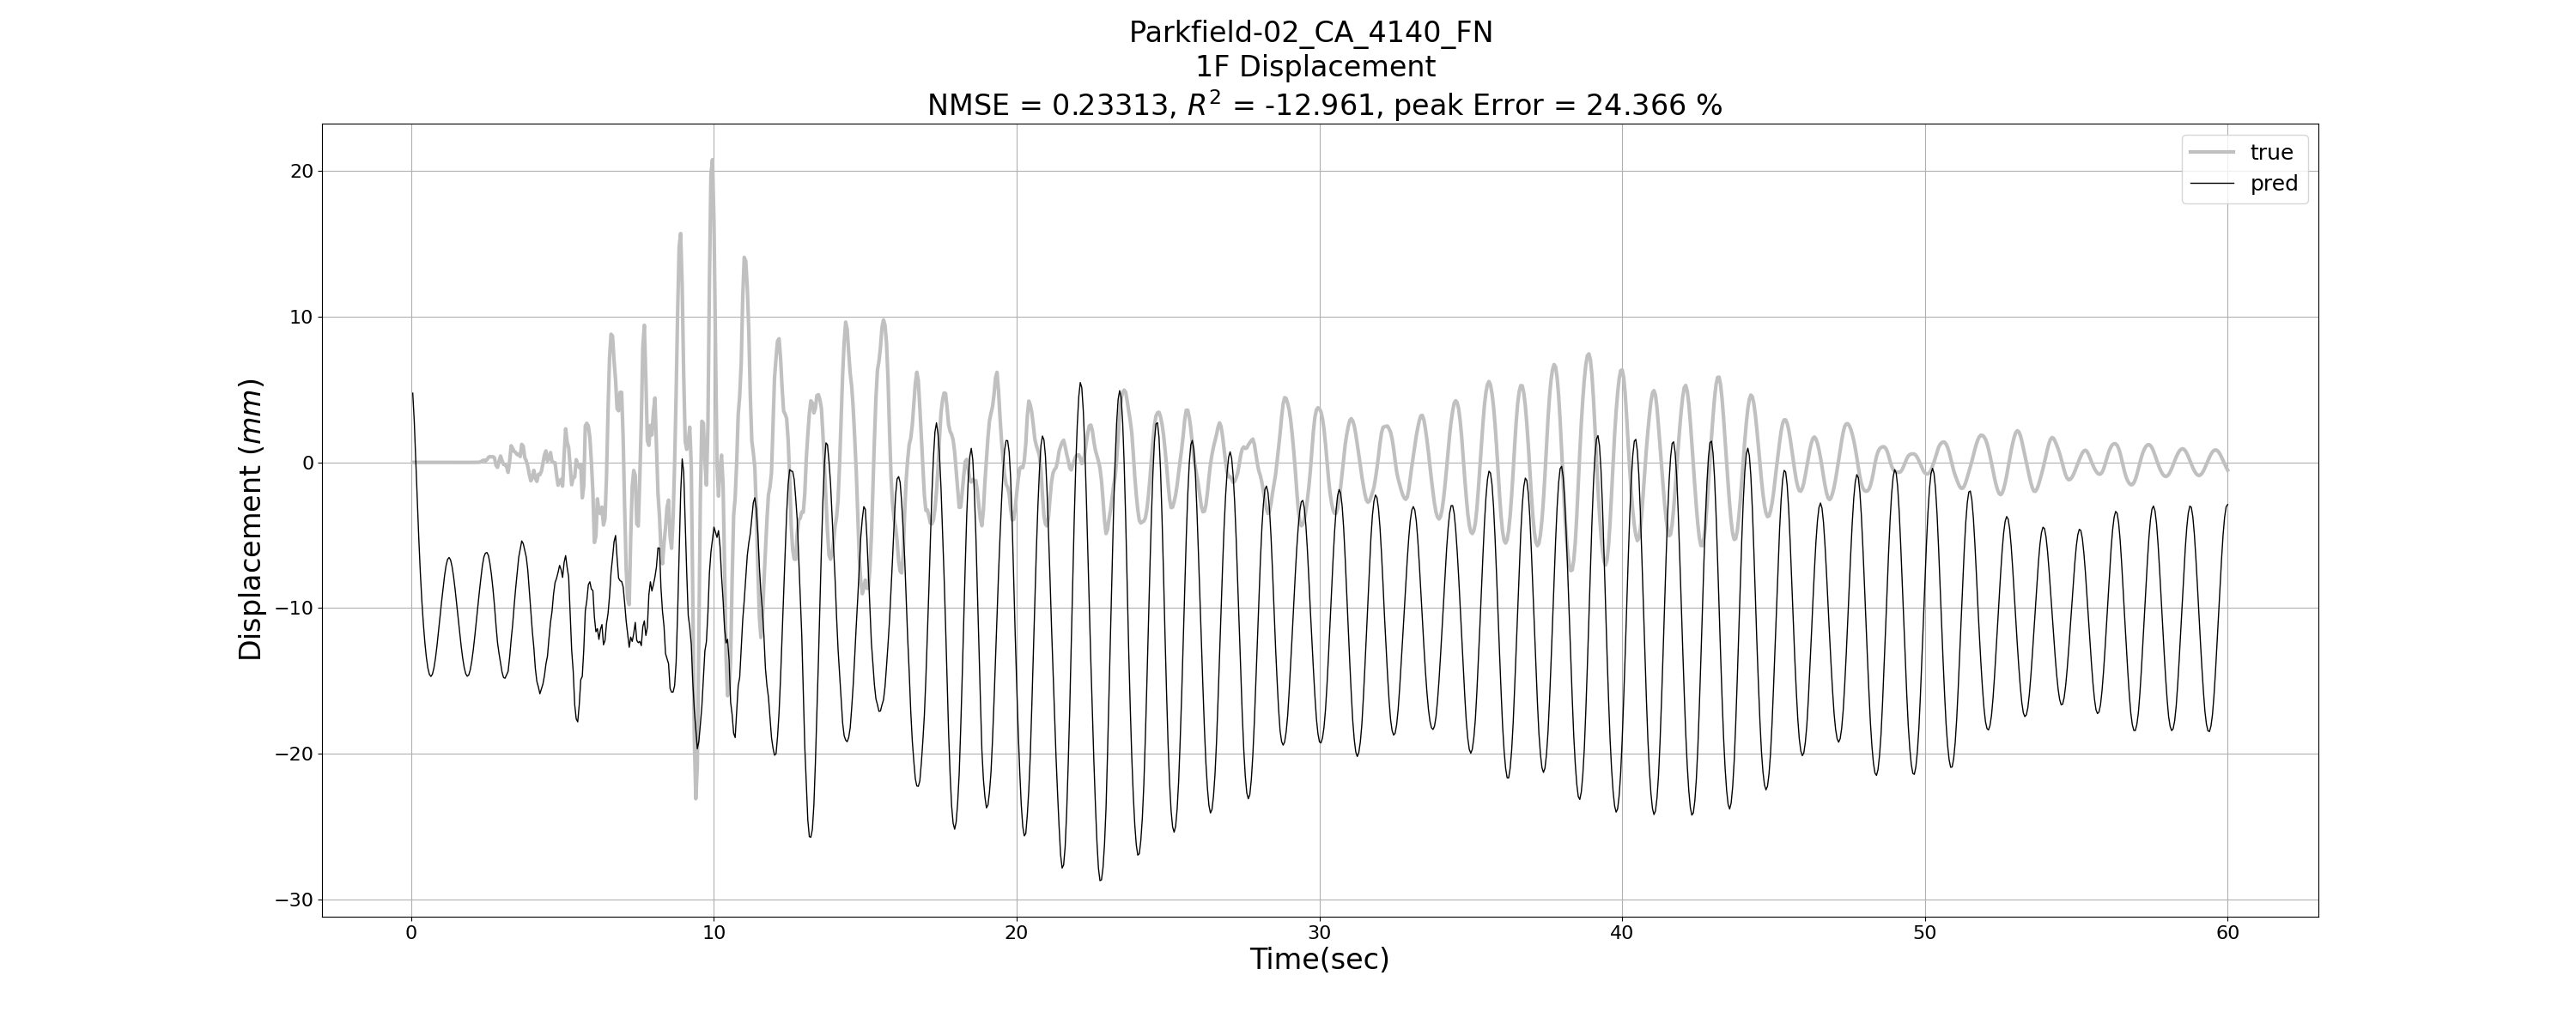 Parkfield-02_CA_4140_FN
1F Displacement
NMSE = 0.23313, R² = -12.961, peak Error = 24.366 %
true
pred
Displacement (mm)
20
10
0
−10
−20
−30
0 10 20 30 40 50 60
Time(sec)